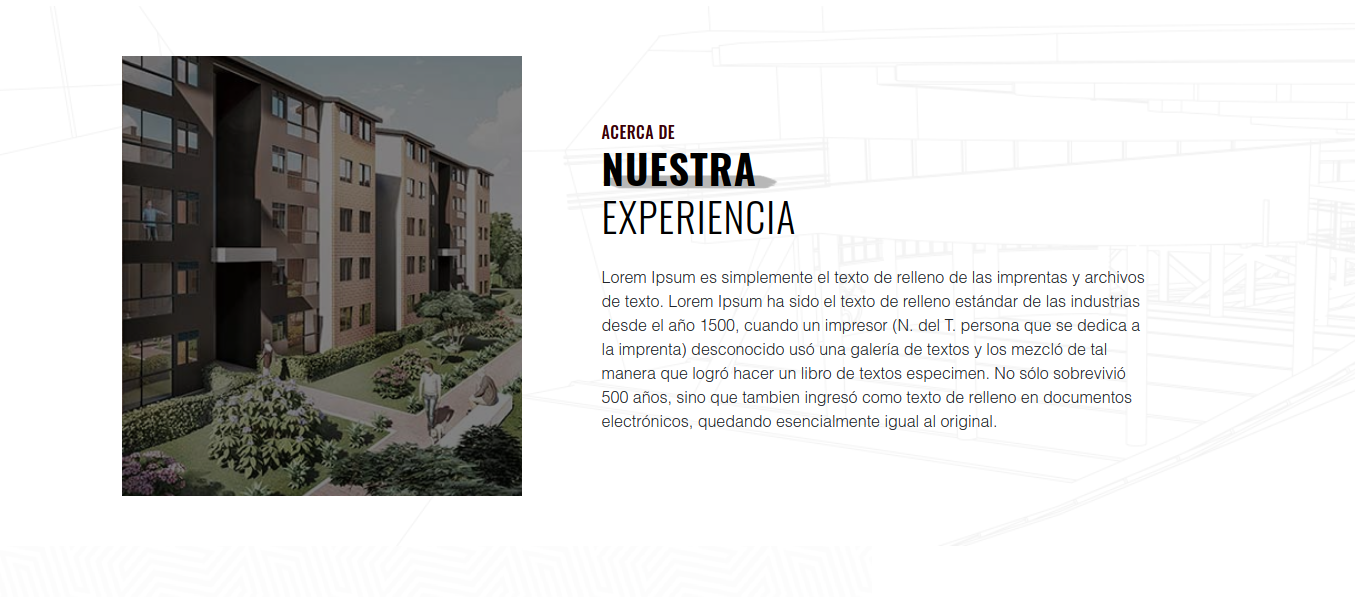 ACERCA DE
NUESTRA
EXPERIENCIA
Lorem Ipsum es simplemente el texto de relleno de las imprentas y archivos
de texto. Lorem Ipsum ha sido el texto de relleno estándar de las industrias
desde el año 1500, cuando un impresor (N. del T. persona que se dedica a
la imprenta) desconocido usó una galería de textos y los mezcló de tal
manera que logró hacer un libro de textos especimen. No sólo sobrevivió
500 años, sino que tambien ingresó como texto de relleno en documentos
electrónicos, quedando esencialmente igual al original.